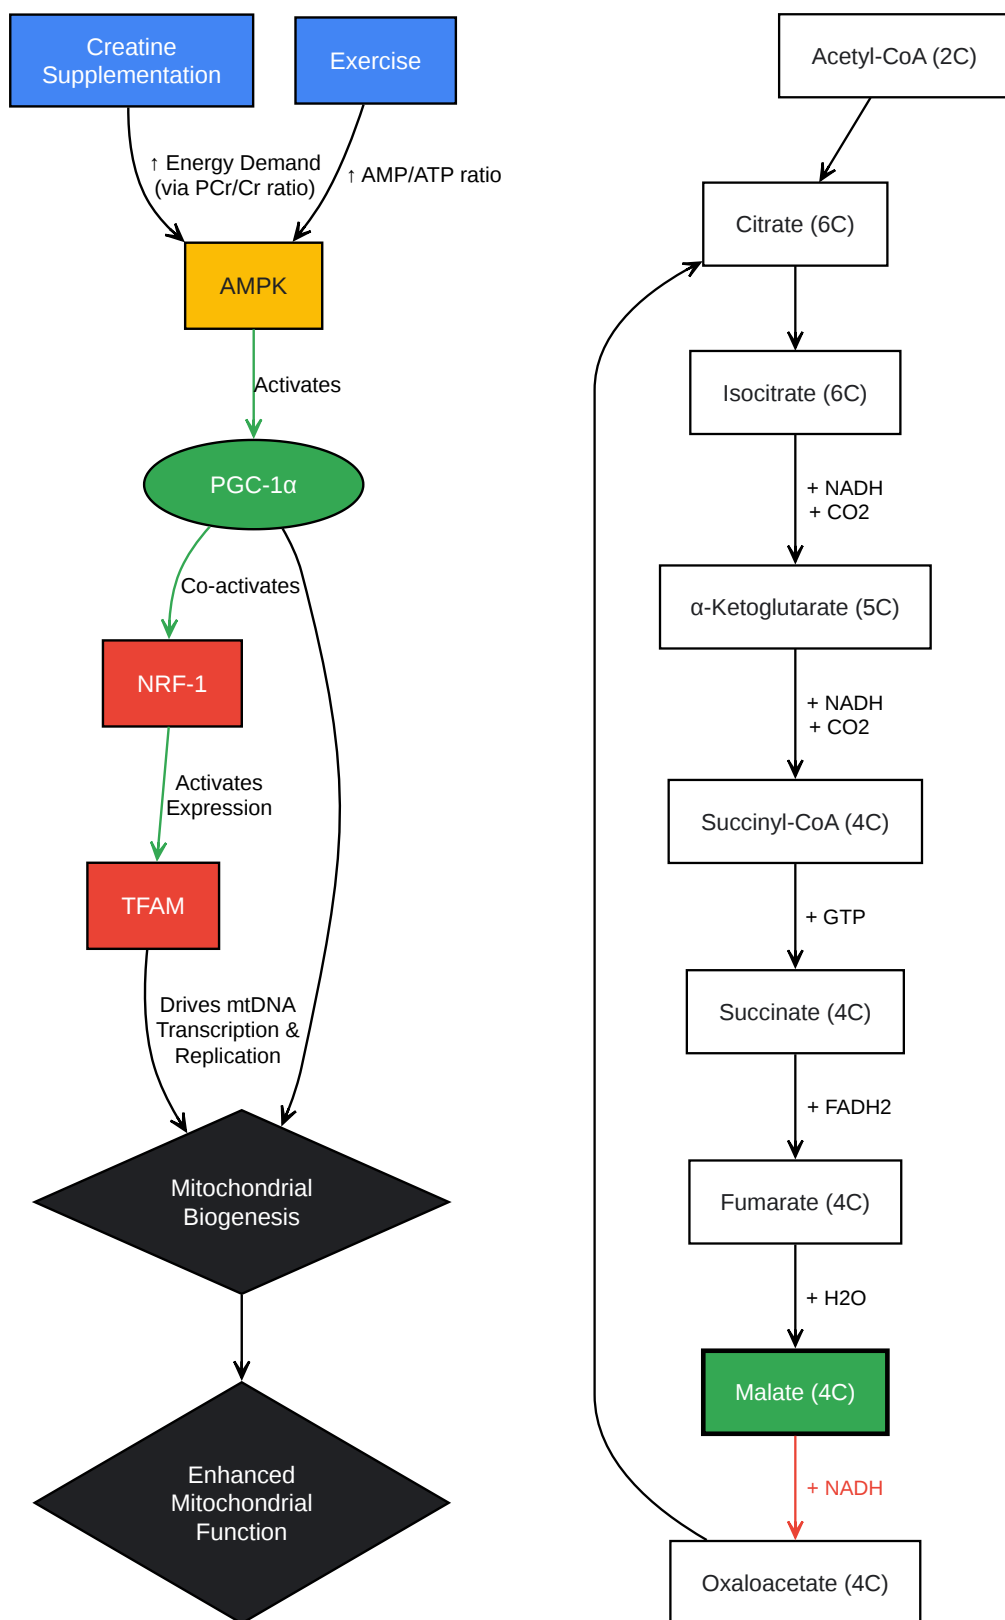 Creatine
Supplementation
Exercise
↑ Energy Demand
(via PCr/Cr ratio)
↑ AMP/ATP ratio
AMPK
Activates
PGC-1α
Co-activates
NRF-1
Activates
Expression
TFAM
Drives mtDNA
Transcription &
Replication
Mitochondrial
Biogenesis
Enhanced
Mitochondrial
Function
Acetyl-CoA (2C)
Citrate (6C)
Isocitrate (6C)
+ NADH
+ CO2
α-Ketoglutarate (5C)
+ NADH
+ CO2
Succinyl-CoA (4C)
+ GTP
Succinate (4C)
+ FADH2
Fumarate (4C)
+ H2O
Malate (4C)
+ NADH
Oxaloacetate (4C)